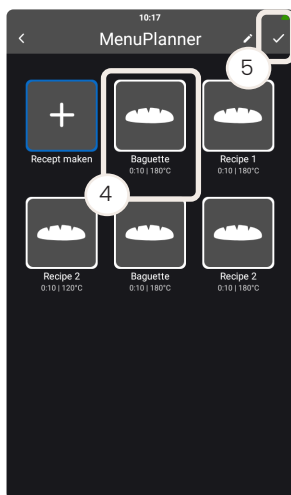 10:17
MenuPlanner
5
Recept maken
Baguette
0:10 | 180°C
Recipe 1
0:10 | 180°C
4
Recipe 2
0:10 | 120°C
Baguette
0:10 | 180°C
Recipe 2
0:10 | 180°C